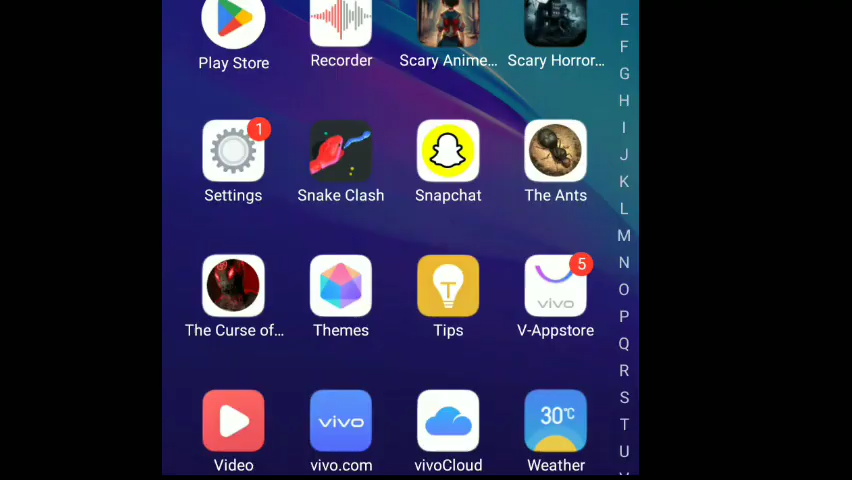 Play Store
Recorder
Scary Anime...
Scary Horror...
1
Settings
Snake Clash
Snapchat
The Ants
The Curse of...
Themes
T
Tips
5
vivo
V-Appstore
Video
vivo
vivo.com
vivoCloud
30°C
Weather
E
F
G
H
I
J
K
L
M
N
O
P
Q
R
S
T
U